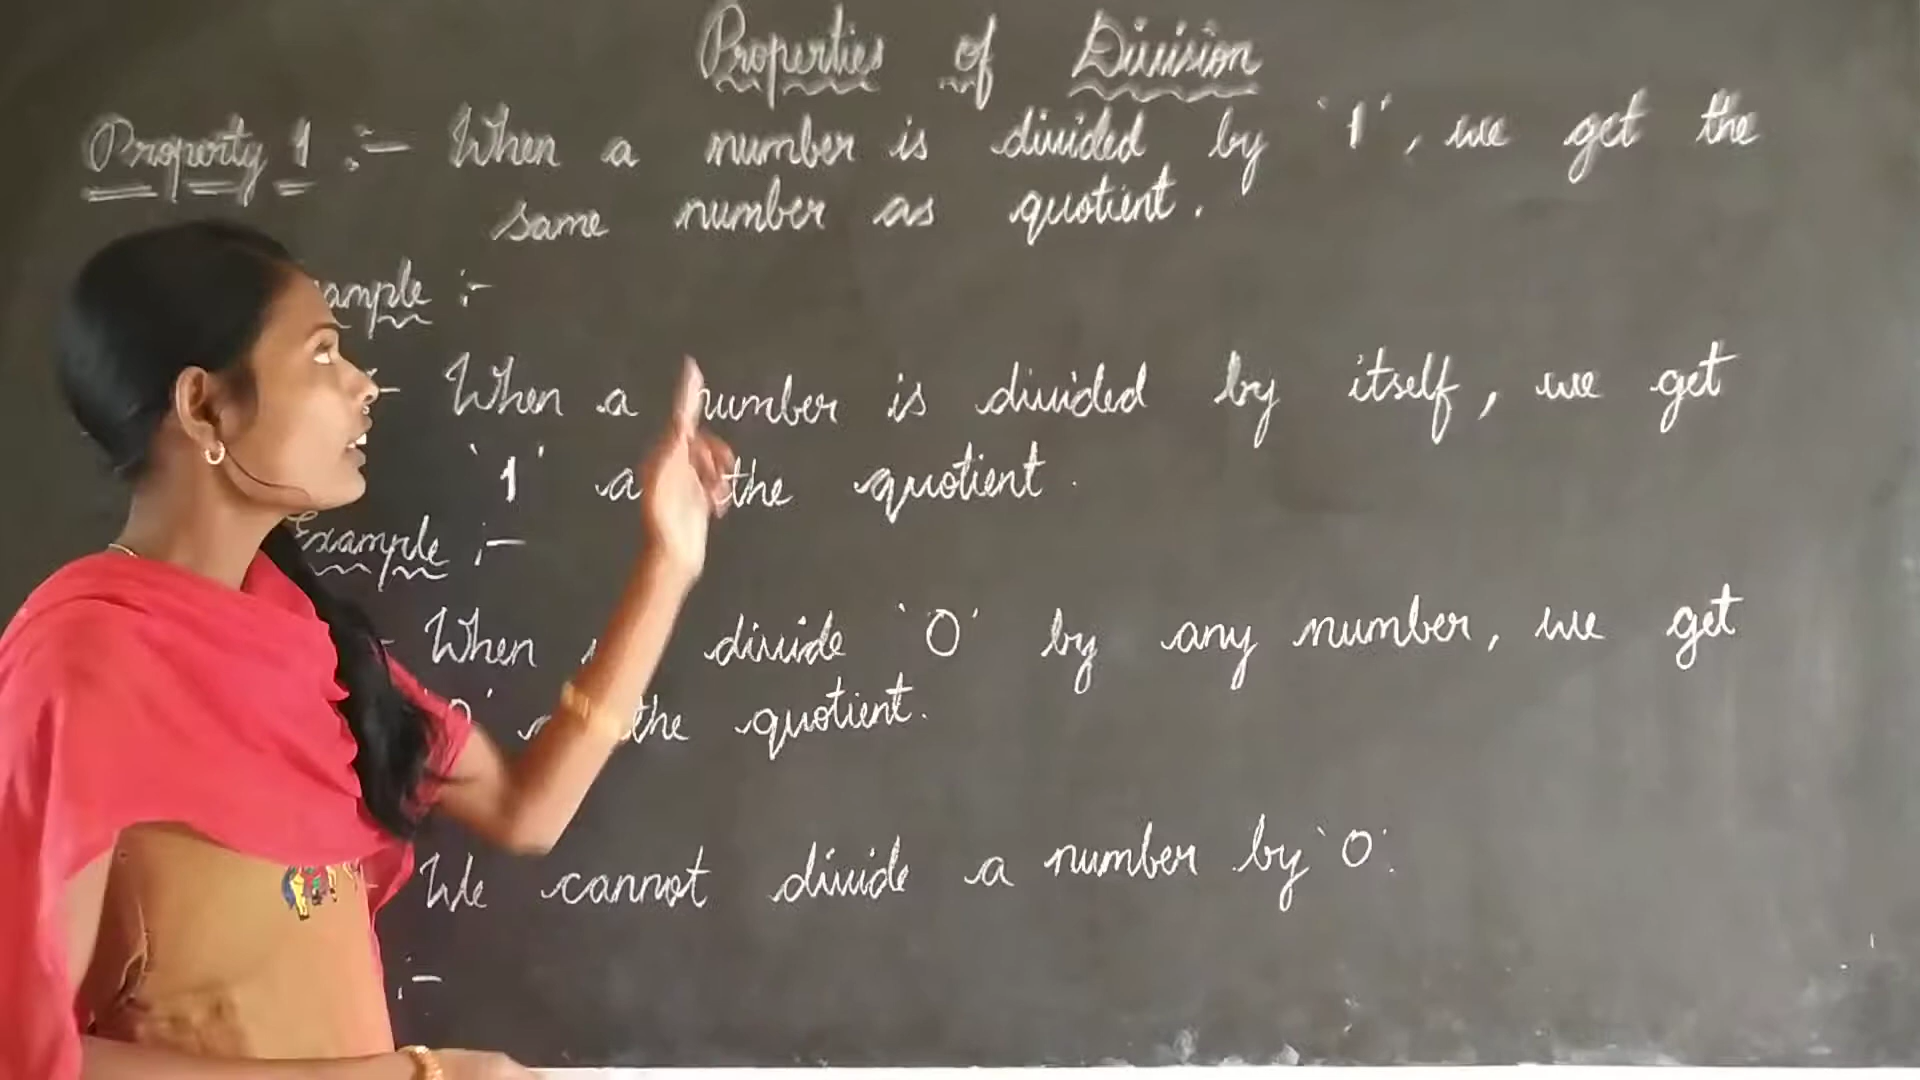 Properties of Division
Property 1 :- When a number is divided by '1', we get the
same number as quotient.
ample :-
:- When a number is divided by itself, we get
'1' a the quotient.
Example :-
- When divide '0' by any number, we get
'0' the quotient.
We cannot divide a number by '0'.
:-